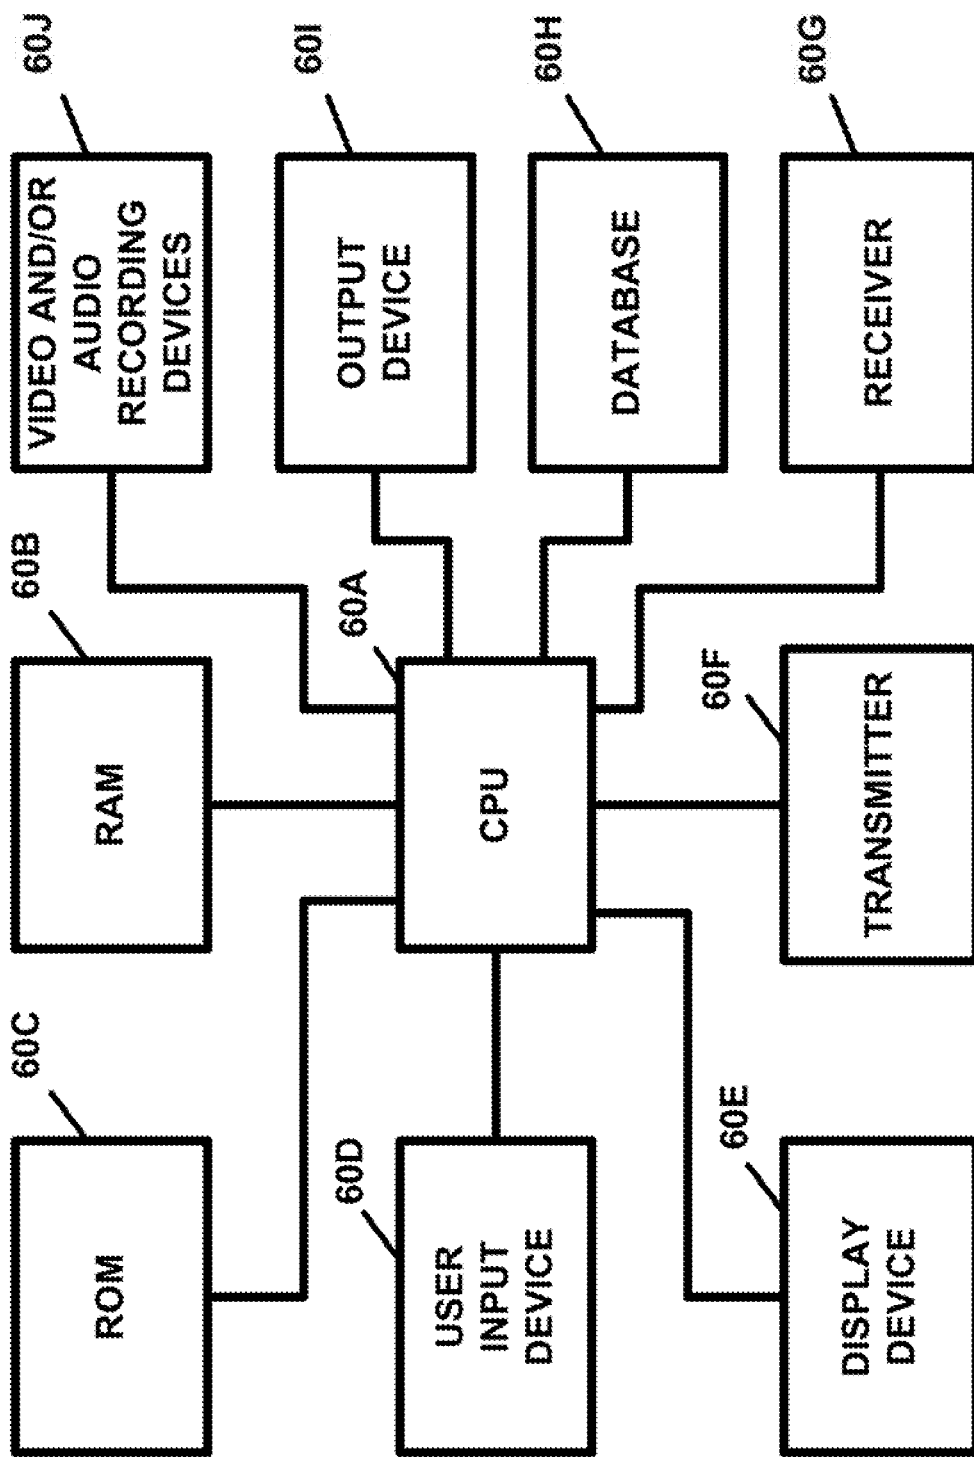 60C
ROM
60B
RAM
60J
VIDEO AND/OR
AUDIO
RECORDING
DEVICES
60D
USER
INPUT
DEVICE
60A
CPU
60I
OUTPUT
DEVICE
60H
DATABASE
60E
DISPLAY
DEVICE
60F
TRANSMITTER
60G
RECEIVER